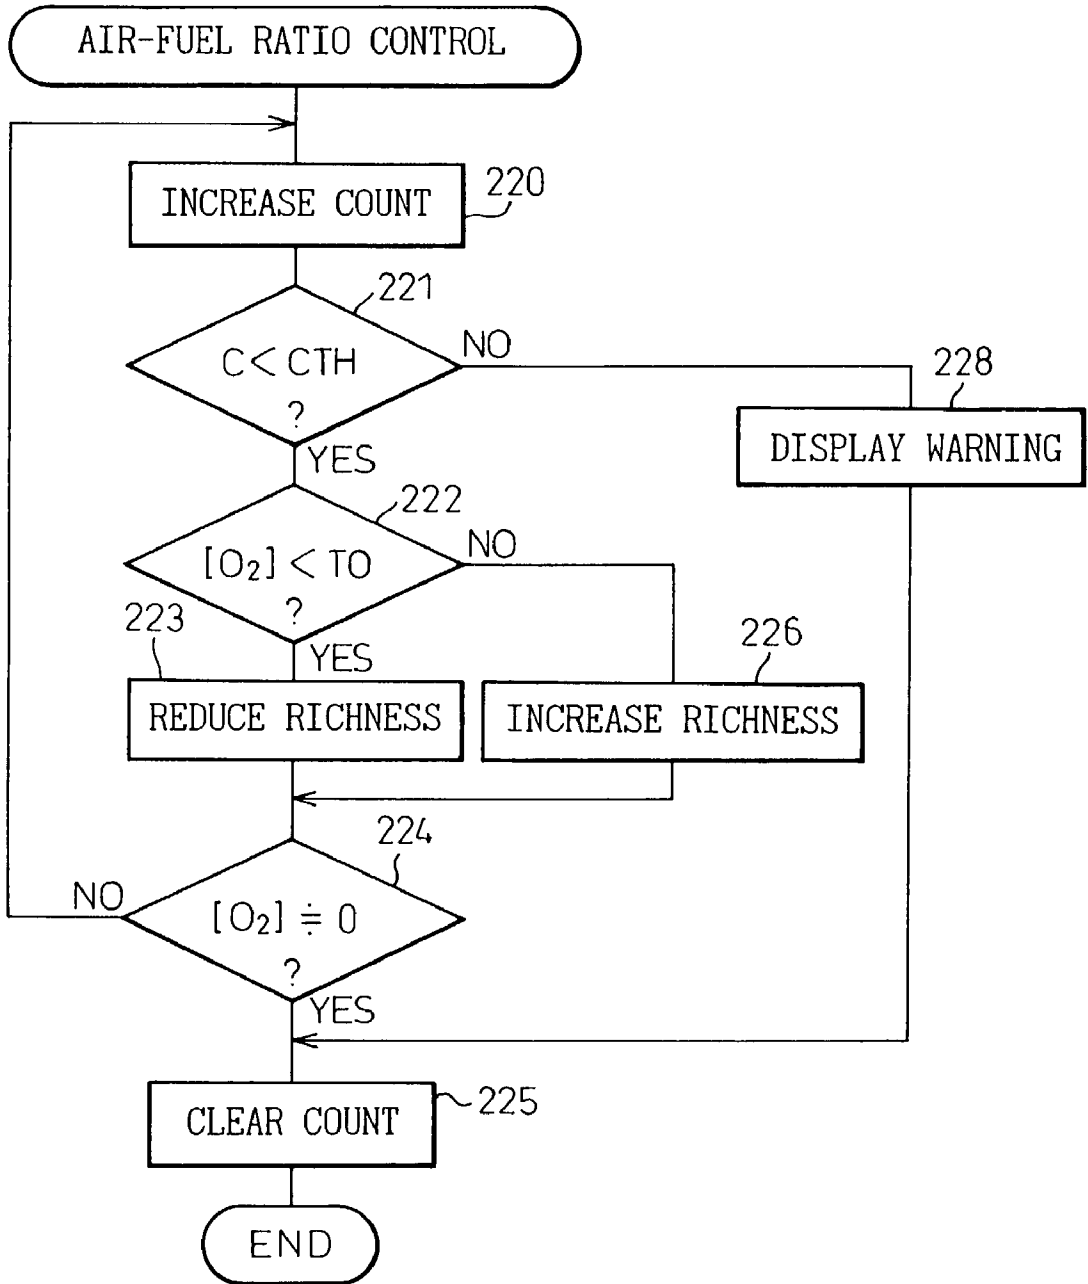 AIR-FUEL RATIO CONTROL
INCREASE COUNT
220
221
C < CTH
?
NO
YES
228
DISPLAY WARNING
222
[O2] < TO
?
NO
YES
223
REDUCE RICHNESS
226
INCREASE RICHNESS
224
[O2] ≑ 0
?
NO
YES
CLEAR COUNT
225
END